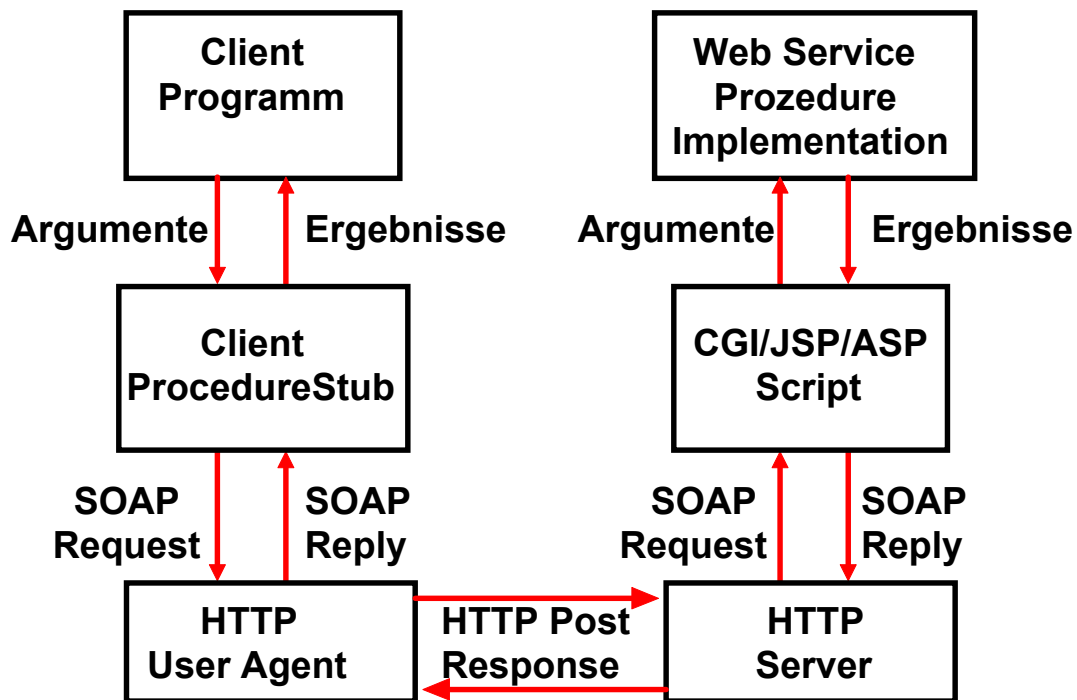 Client
Programm
Web Service
Prozedure
Implementation
Argumente
Ergebnisse
Argumente
Ergebnisse
Client
ProcedureStub
CGI/JSP/ASP
Script
SOAP
Request
SOAP
Reply
SOAP
Request
SOAP
Reply
HTTP
User Agent
HTTP Post
Response
HTTP
Server